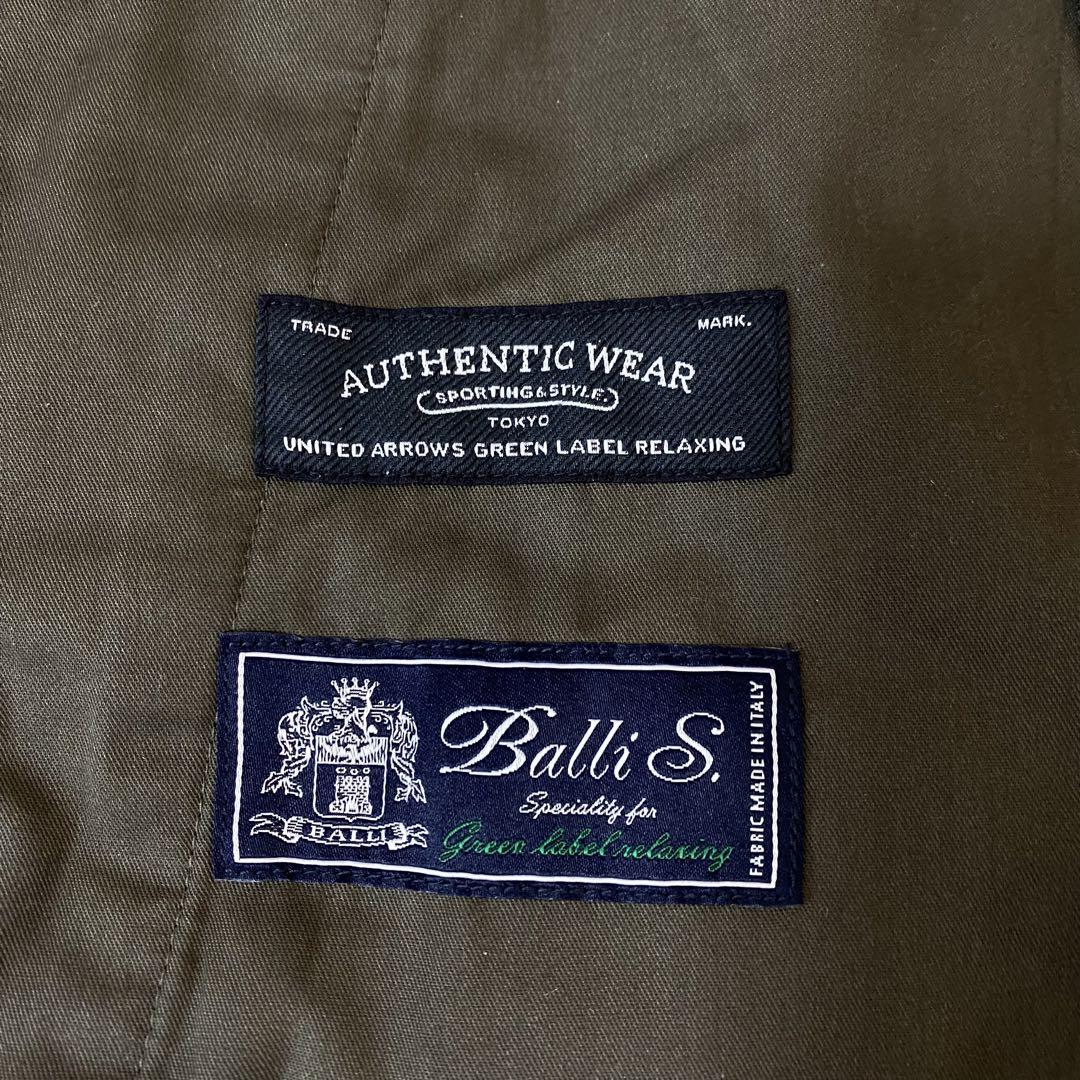 TRADE MARK.
AUTHENTIC WEAR
SPORTING & STYLE.
TOKYO
UNITED ARROWS GREEN LABEL RELAXING
Balli S.
Speciality for
Green label relaxing
BALLI
FABRIC MADE IN ITALY